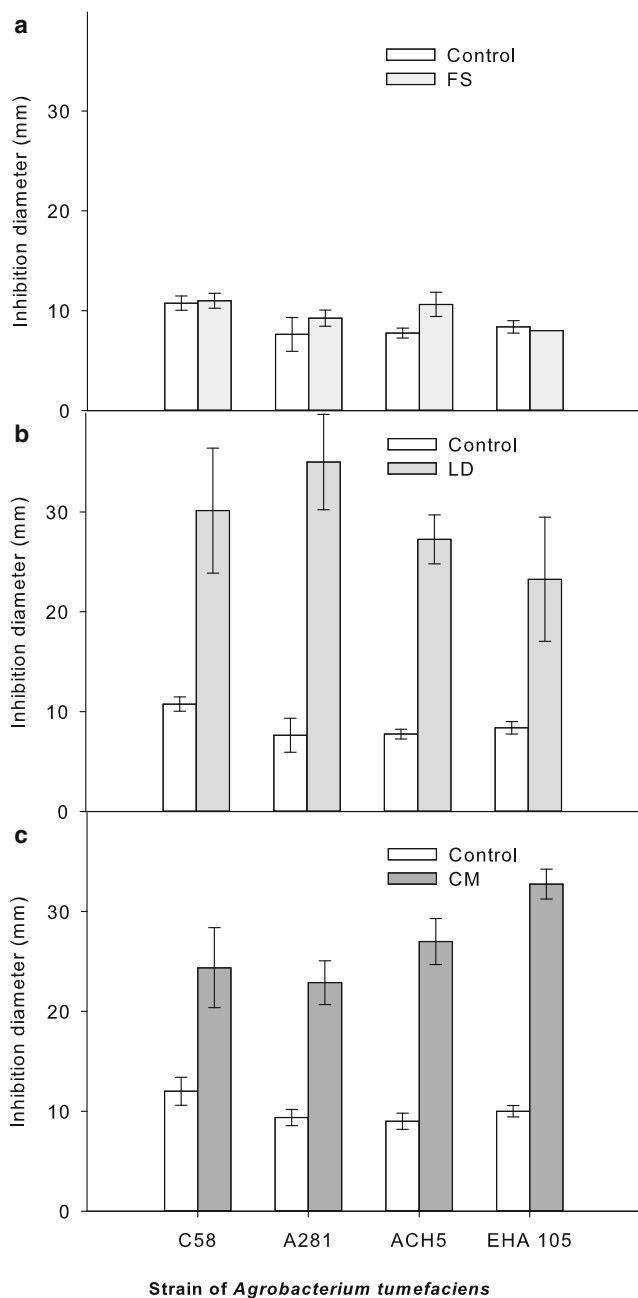 a
Control
FS
30
20
10
0
Inhibition diameter (mm)
b
Control
LD
30
20
10
0
Inhibition diameter (mm)
c
Control
CM
30
20
10
0
Inhibition diameter (mm)
C58 A281 ACH5 EHA 105
Strain of Agrobacterium tumefaciens